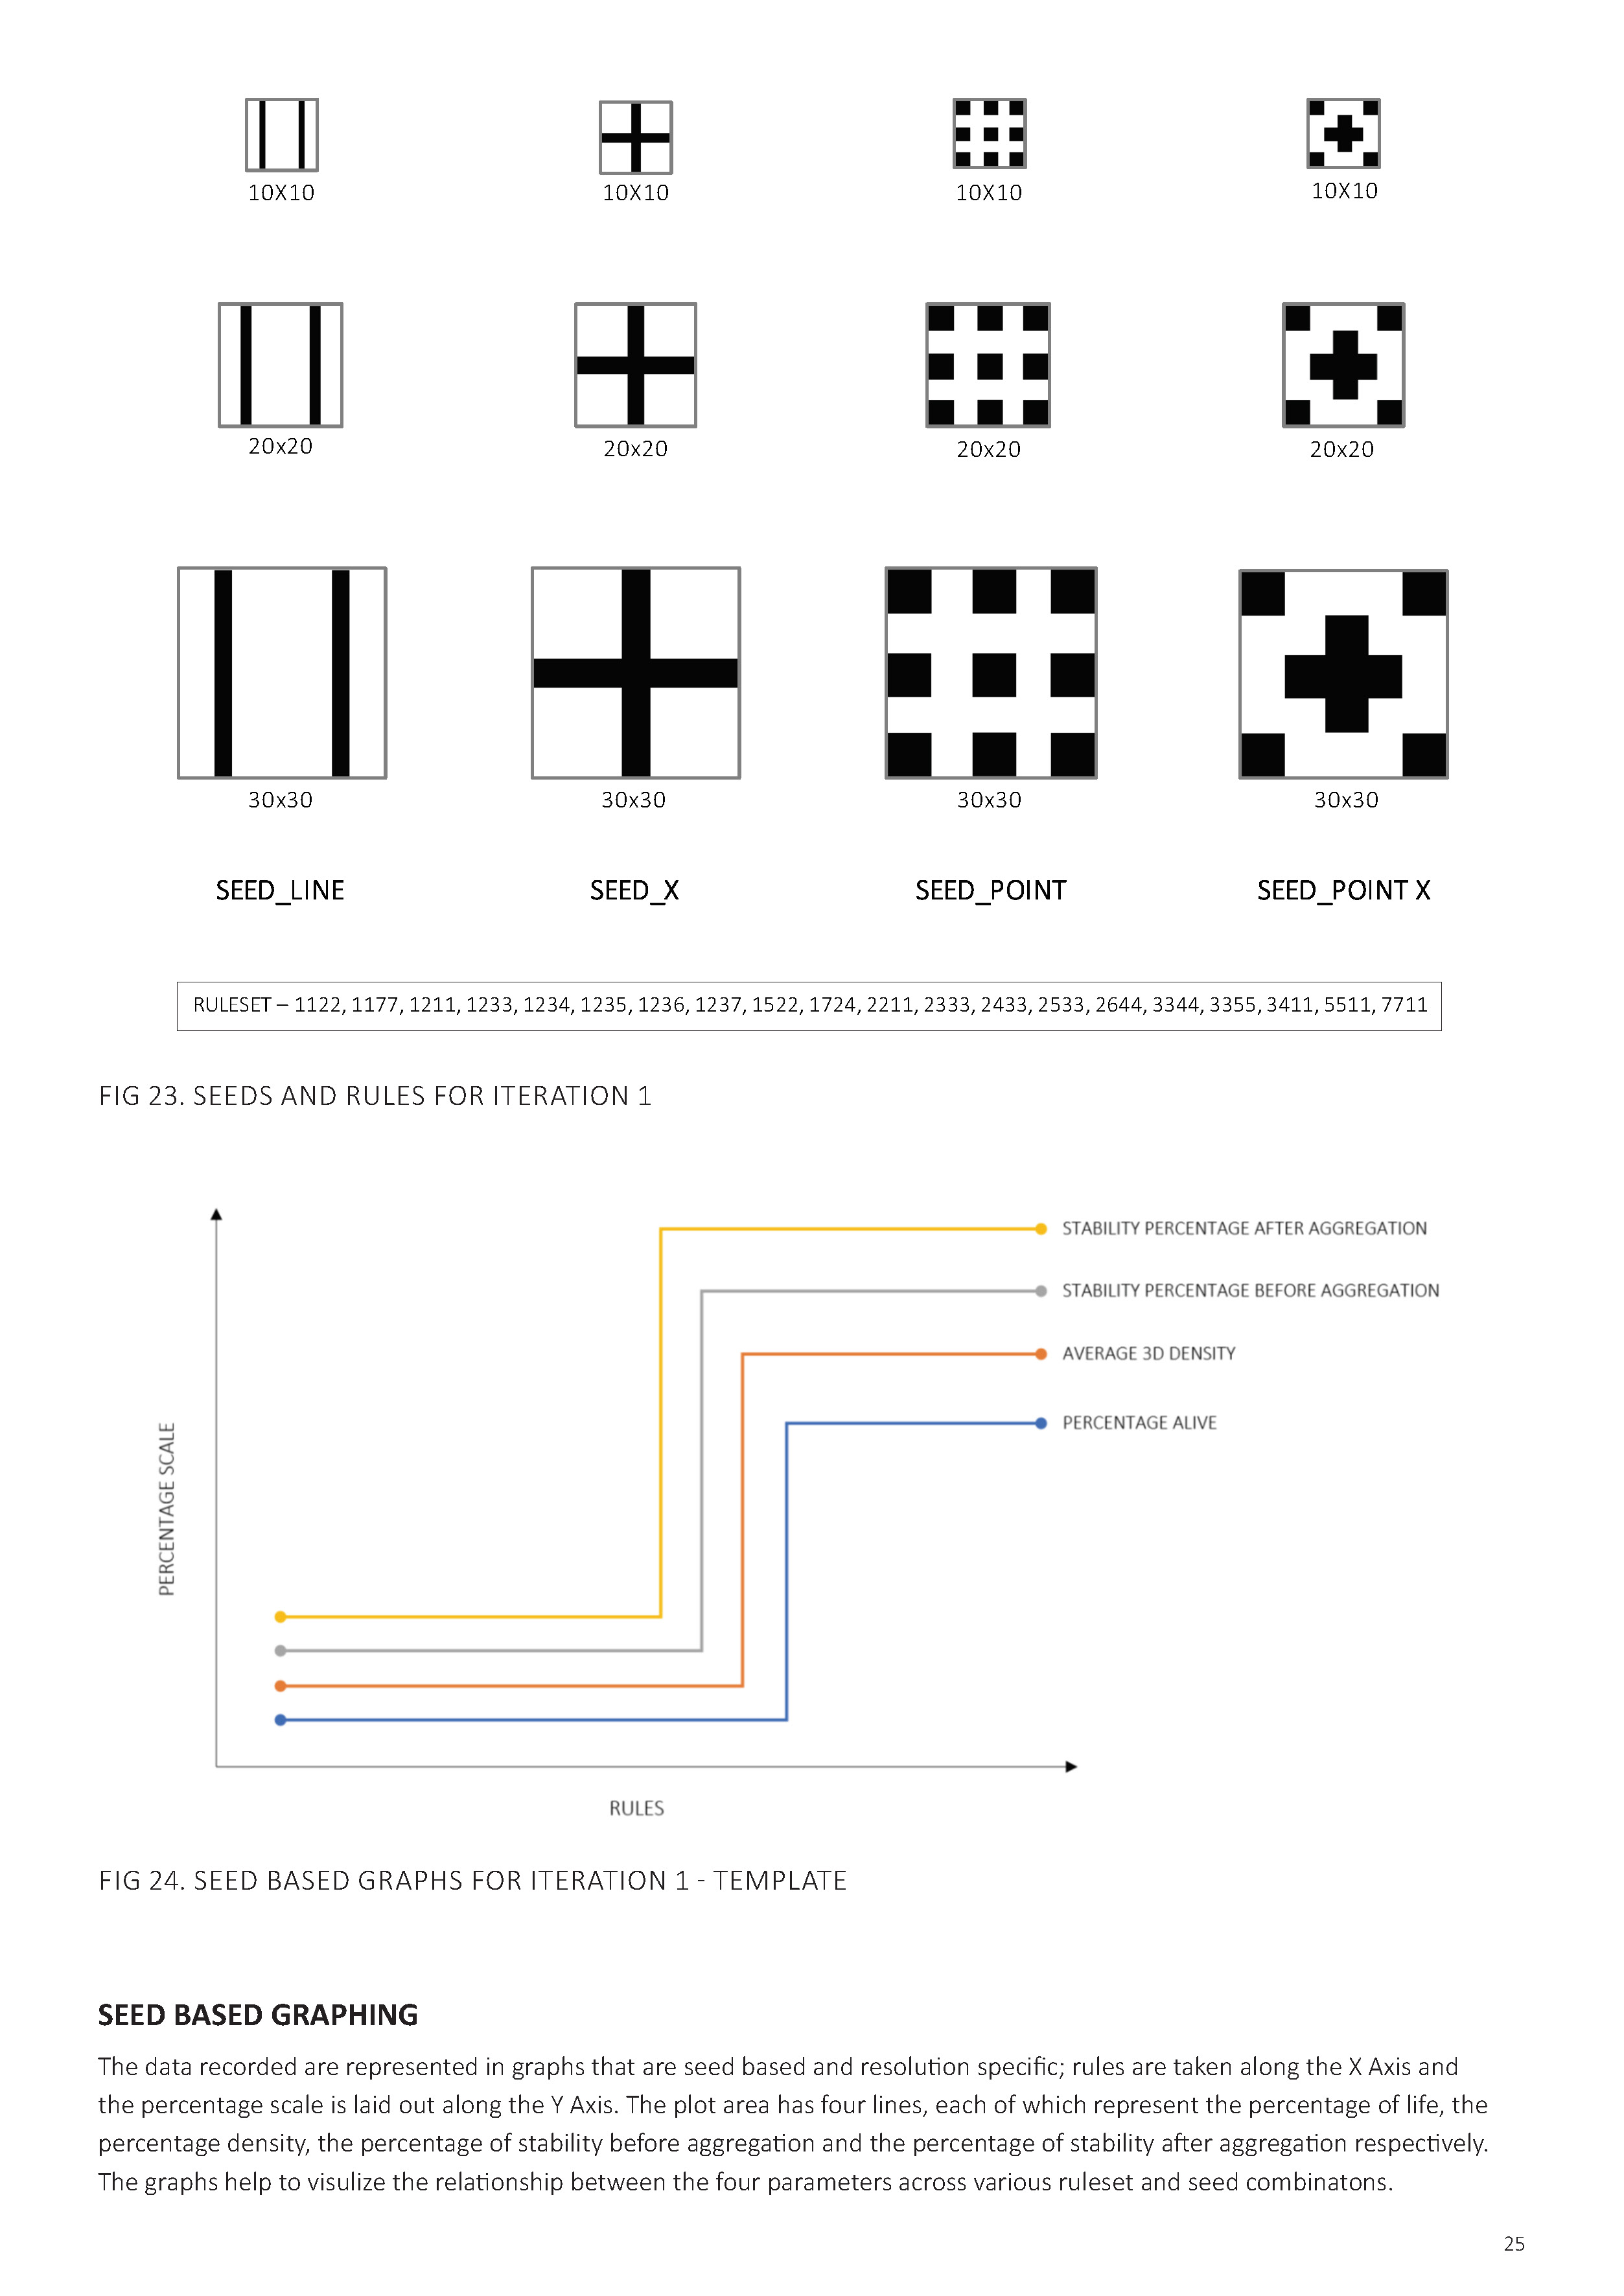 10X10 10X10 10X10 10X10
20x20 20x20 20x20 20x20
30x30 30x30 30x30 30x30
SEED_LINE SEED_X SEED_POINT SEED_POINT X
RULESET – 1122, 1177, 1211, 1233, 1234, 1235, 1236, 1237, 1522, 1724, 2211, 2333, 2433, 2533, 2644, 3344, 3355, 3411, 5511, 7711
FIG 23. SEEDS AND RULES FOR ITERATION 1
STABILITY PERCENTAGE AFTER AGGREGATION
STABILITY PERCENTAGE BEFORE AGGREGATION
AVERAGE 3D DENSITY
PERCENTAGE ALIVE
PERCENTAGE SCALE
RULES
FIG 24. SEED BASED GRAPHS FOR ITERATION 1 - TEMPLATE
SEED BASED GRAPHING
The data recorded are represented in graphs that are seed based and resolution specific; rules are taken along the X Axis and
the percentage scale is laid out along the Y Axis. The plot area has four lines, each of which represent the percentage of life, the
percentage density, the percentage of stability before aggregation and the percentage of stability after aggregation respectively.
The graphs help to visulize the relationship between the four parameters across various ruleset and seed combinatons.
25